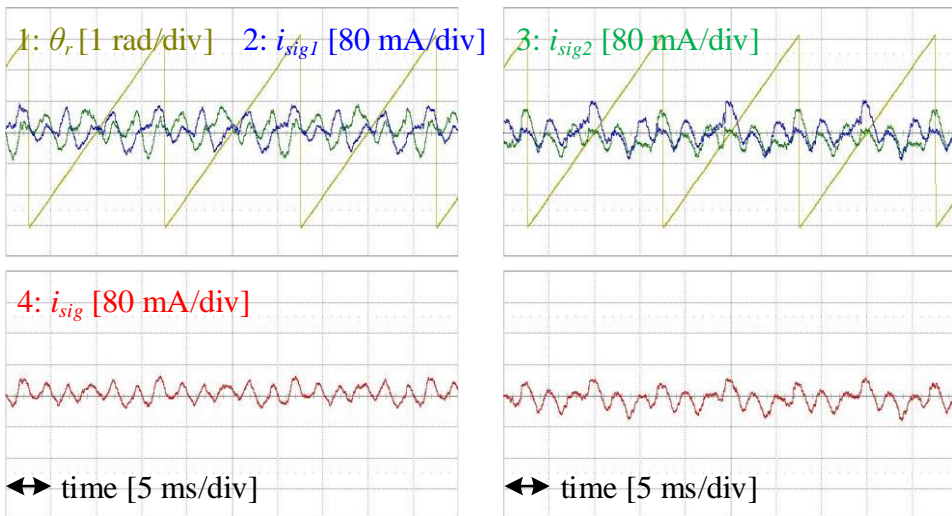 1: θr [1 rad/div] 2: isig1 [80 mA/div] 3: isig2 [80 mA/div]
4: isig [80 mA/div]
time [5 ms/div] time [5 ms/div]